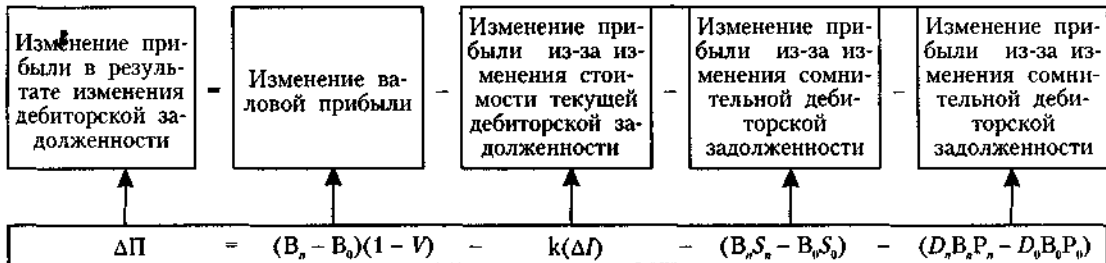 Изменение при-
были в резуль-
тате изменения
дебиторской за-
долженности
=
Изменение ва-
ловой прибыли
–
Изменение при-
были из-за из-
менения стои-
мости текущей
дебиторской за-
долженности
–
Изменение при-
были из-за из-
менения сомни-
тельной деби-
торской
задолженности
–
Изменение при-
были из-за из-
менения сомни-
тельной деби-
торской
задолженности
ΔП = (Bₙ – B₀)(1 – V) – k(ΔI) – (BₙSₙ – B₀S₀) – (DₙBₙPₙ – D₀B₀P₀)